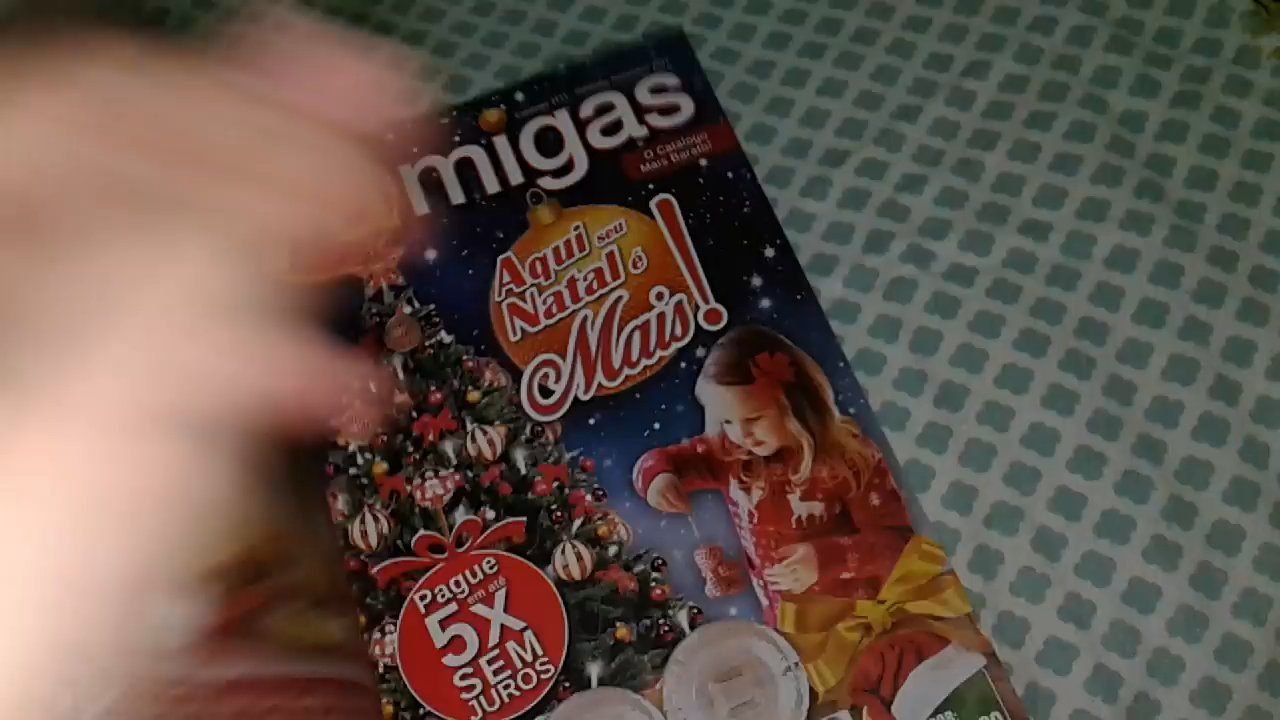 migas
O Catálogo
Mais Barato!
Aqui seu
Natal é
Mais!
Pague
em até
5X
SEM
JUROS